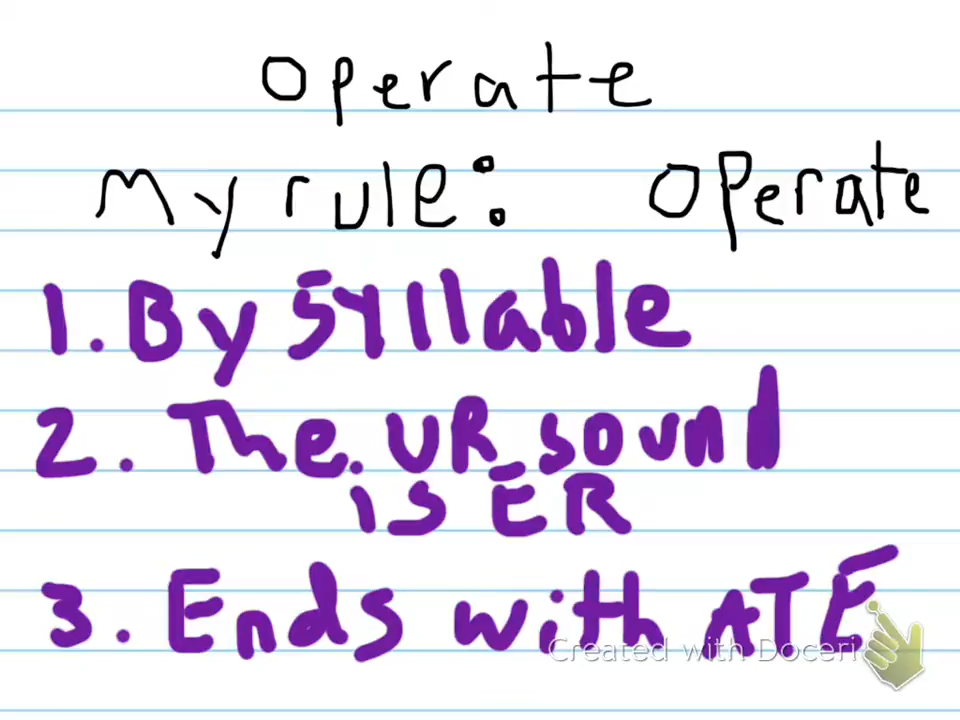 operate
my rule: Operate
1. By Syllable
2. The UR sound
is ER
3. Ends with ATE
Created with Doceri